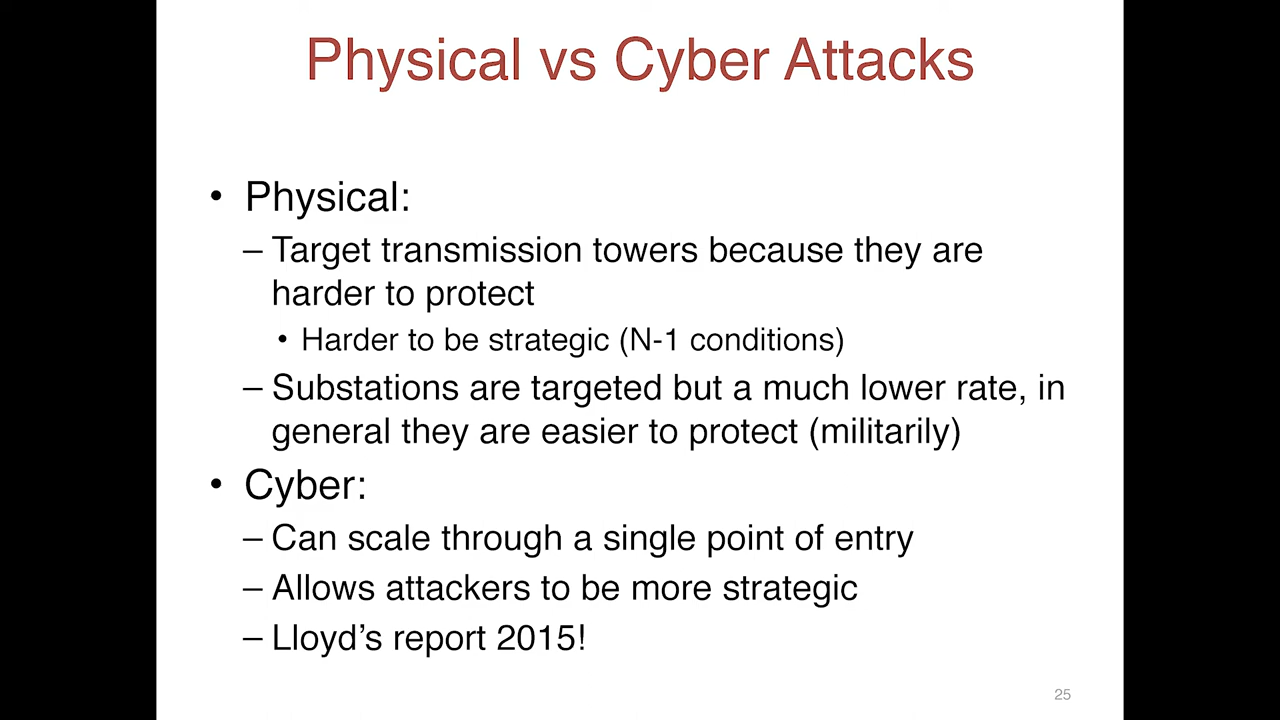 Physical vs Cyber Attacks
• Physical:
– Target transmission towers because they are
harder to protect
• Harder to be strategic (N-1 conditions)
– Substations are targeted but a much lower rate, in
general they are easier to protect (militarily)
• Cyber:
– Can scale through a single point of entry
– Allows attackers to be more strategic
– Lloyd’s report 2015!
25